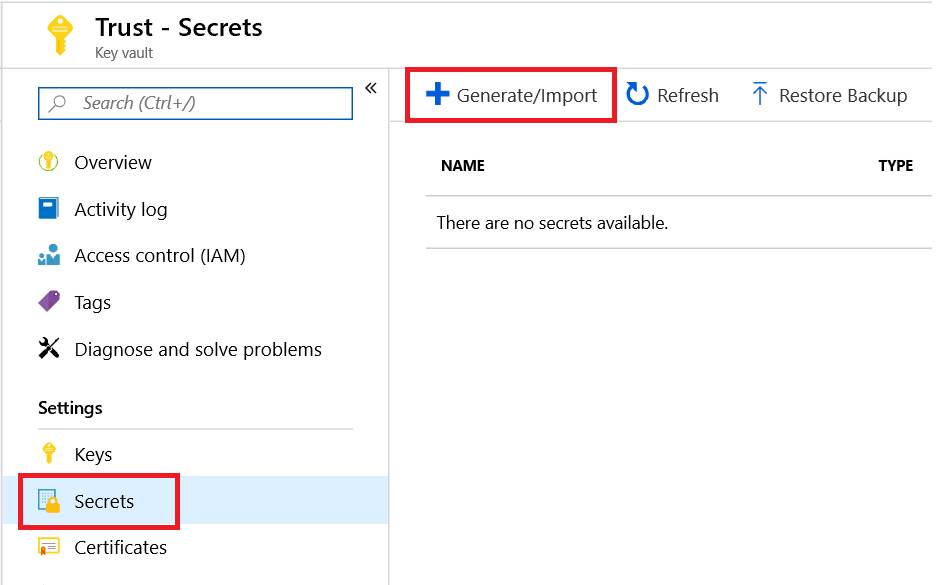 Trust - Secrets
Key vault
Search (Ctrl+/)
«
Generate/Import
Refresh
Restore Backup
Overview
Activity log
Access control (IAM)
Tags
Diagnose and solve problems
Settings
Keys
Secrets
Certificates
NAME
TYPE
There are no secrets available.